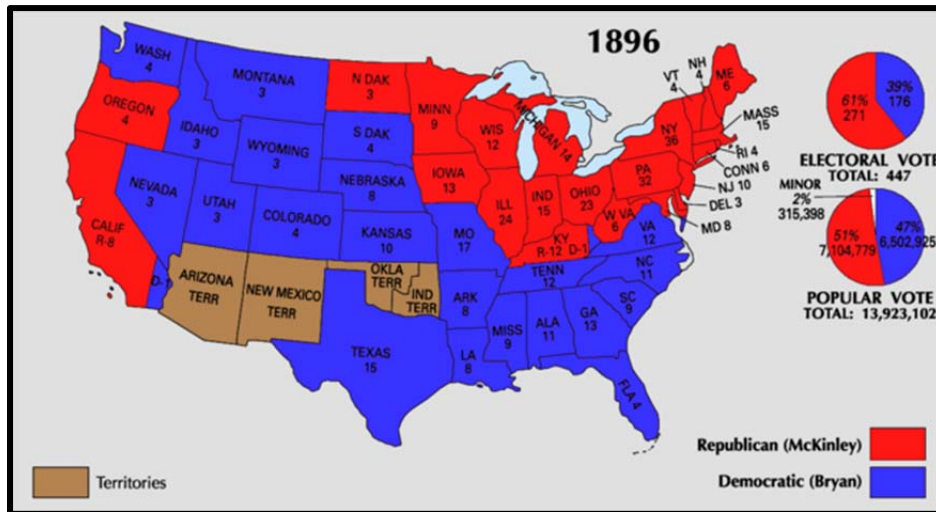 1896
WASH
4
OREGON
4
CALIF
R-8
D-1
NEVADA
3
IDAHO
3
MONTANA
3
WYOMING
3
UTAH
3
COLORADO
4
ARIZONA
TERR
NEW MEXICO
TERR
N DAK
3
S DAK
4
NEBRASKA
8
KANSAS
10
OKLA
TERR
IND
TERR
TEXAS
15
MINN
9
IOWA
13
MO
17
ARK
8
LA
8
WIS
12
ILL
24
MICHIGAN 14
IND
15
OHIO
23
KY
R-12 D-1
TENN
12
MISS
9
ALA
11
GA
13
FLA 4
SC
9
NC
11
VA
12
W VA
6
PA
32
NY
36
VT
4
NH
4
ME
6
MASS
15
RI 4
CONN 6
NJ 10
DEL 3
MD 8
61%
271
39%
176
ELECTORAL VOTE
TOTAL: 447
MINOR
2%
315,398
51%
7,104,779
47%
6,502,925
POPULAR VOTE
TOTAL: 13,923,102
Republican (McKinley)
Democratic (Bryan)
Territories